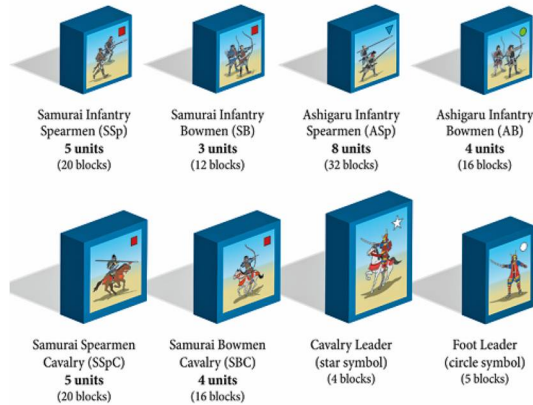 Samurai Infantry
Spearmen (SSp)
5 units
(20 blocks)
Samurai Infantry
Bowmen (SB)
3 units
(12 blocks)
Ashigaru Infantry
Spearmen (ASp)
8 units
(32 blocks)
Ashigaru Infantry
Bowmen (AB)
4 units
(16 blocks)
Samurai Spearmen
Cavalry (SSpC)
5 units
(20 blocks)
Samurai Bowmen
Cavalry (SBC)
4 units
(16 blocks)
Cavalry Leader
(star symbol)
(4 blocks)
Foot Leader
(circle symbol)
(5 blocks)